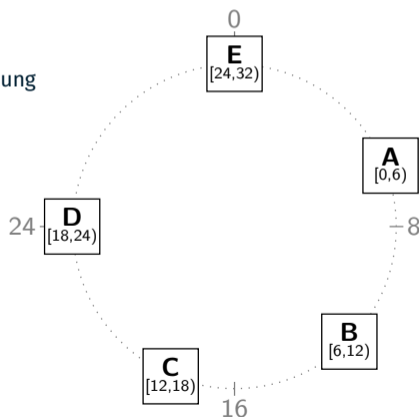 0
E
[24,32)
ung
A
[0,6)
D
[18,24)
24
8
B
[6,12)
C
[12,18)
16